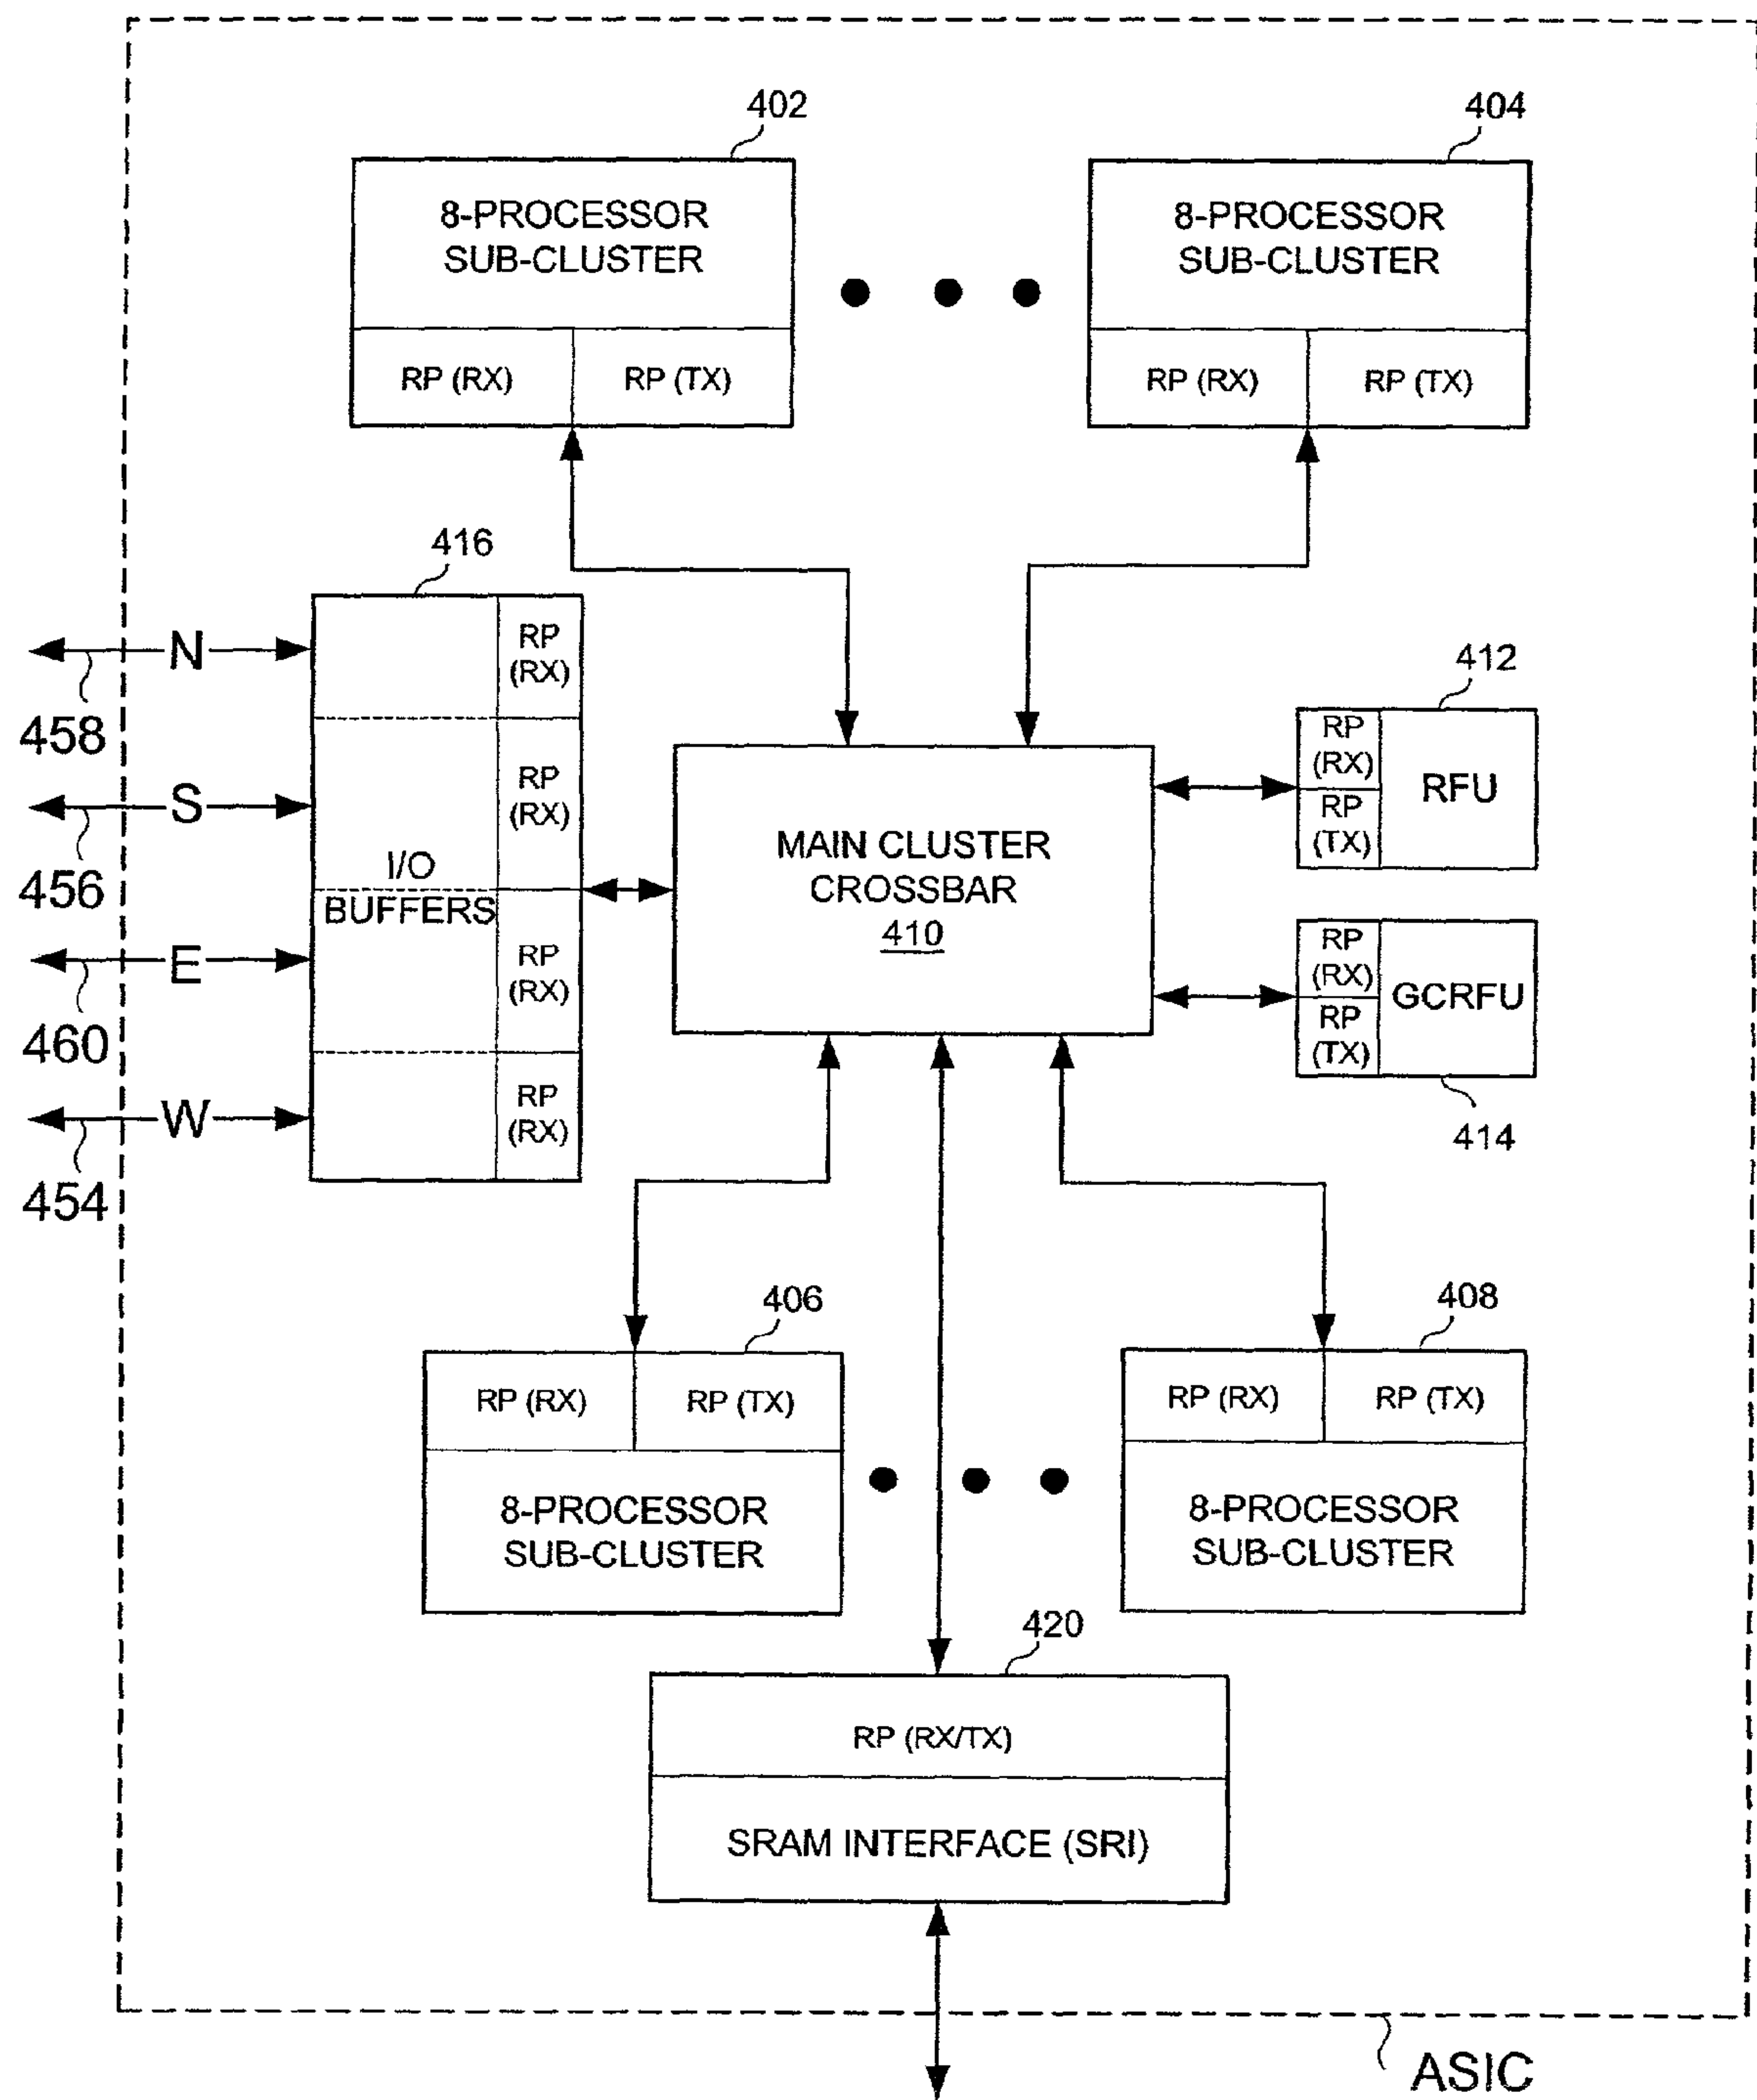 402
404
8-PROCESSOR
SUB-CLUSTER
RP (RX)
RP (TX)
8-PROCESSOR
SUB-CLUSTER
RP (RX)
RP (TX)
416
N
458
S
456
E
460
W
454
I/O
BUFFERS
RP
(RX)
RP
(RX)
RP
(RX)
RP
(RX)
MAIN CLUSTER
CROSSBAR
410
412
RP
(RX)
RP
(TX)
RFU
RP
(RX)
RP
(TX)
GCRFU
414
406
RP (RX)
RP (TX)
8-PROCESSOR
SUB-CLUSTER
408
RP (RX)
RP (TX)
8-PROCESSOR
SUB-CLUSTER
420
RP (RX/TX)
SRAM INTERFACE (SRI)
ASIC